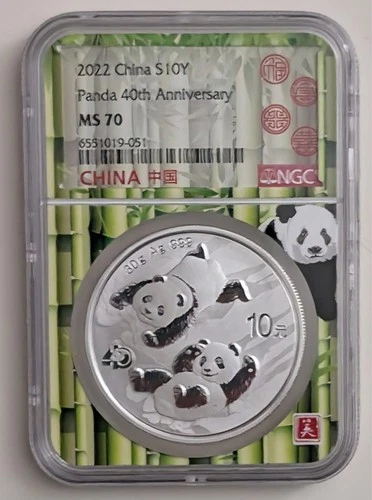 2022 China S10Y
Panda 40th Anniversary
MS 70
6551019-051
CHINA 中国
NGC
30g Ag .999
10元
40